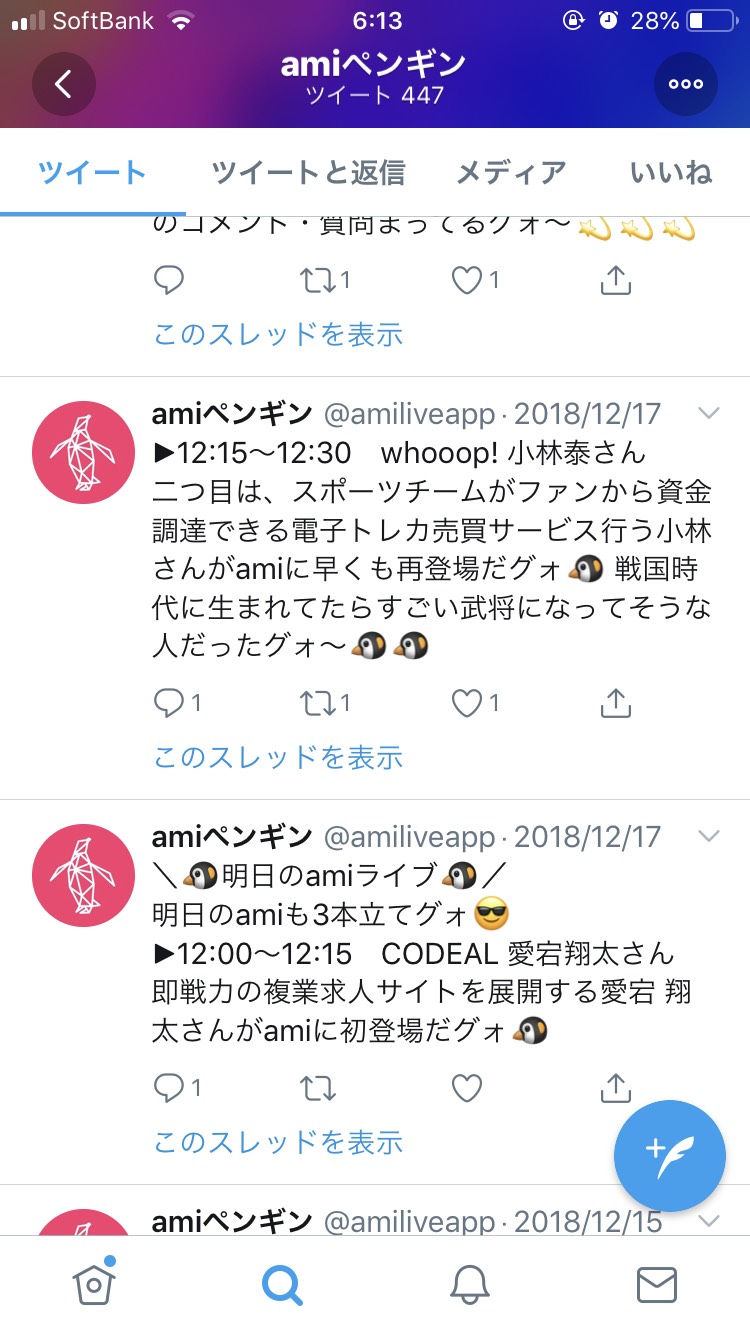 SoftBank 6:13 28%
amiペンギン
ツイート 447
ツイート ツイートと返信 メディア いいね
のコメント・質問まってるグォ〜💫💫💫
1 1
このスレッドを表示
amiペンギン @amiliveapp · 2018/12/17
▶12:15〜12:30　whooop! 小林泰さん
二つ目は、スポーツチームがファンから資金
調達できる電子トレカ売買サービス行う小林
さんがamiに早くも再登場だグォ🐧 戦国時
代に生まれてたらすごい武将になってそうな
人だったグォ〜🐧🐧
1 1 1
このスレッドを表示
amiペンギン @amiliveapp · 2018/12/17
＼🐧明日のamiライブ🐧／
明日のamiも3本立てグォ😎
▶12:00〜12:15　CODEAL 愛宕翔太さん
即戦力の複業求人サイトを展開する愛宕 翔
太さんがamiに初登場だグォ🐧
1
このスレッドを表示
amiペンギン @amiliveapp · 2018/12/15